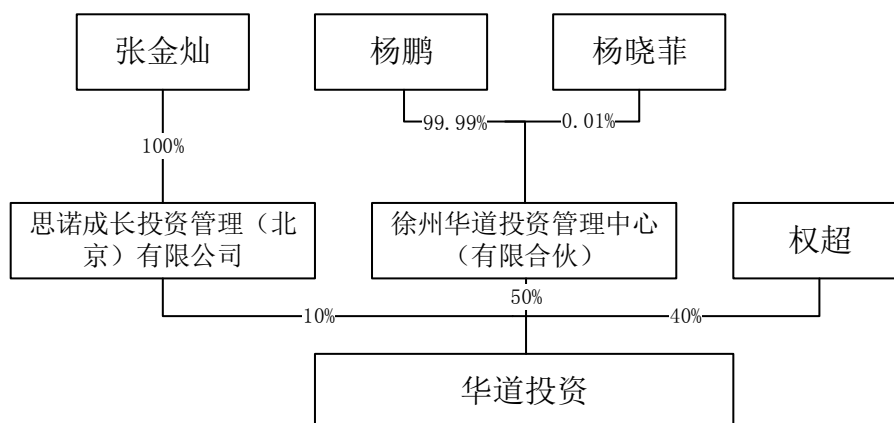 张金灿
杨鹏
杨晓菲
99.99%
0.01%
100%
思诺成长投资管理（北
京）有限公司
徐州华道投资管理中心
（有限合伙）
权超
50%
10%
40%
华道投资